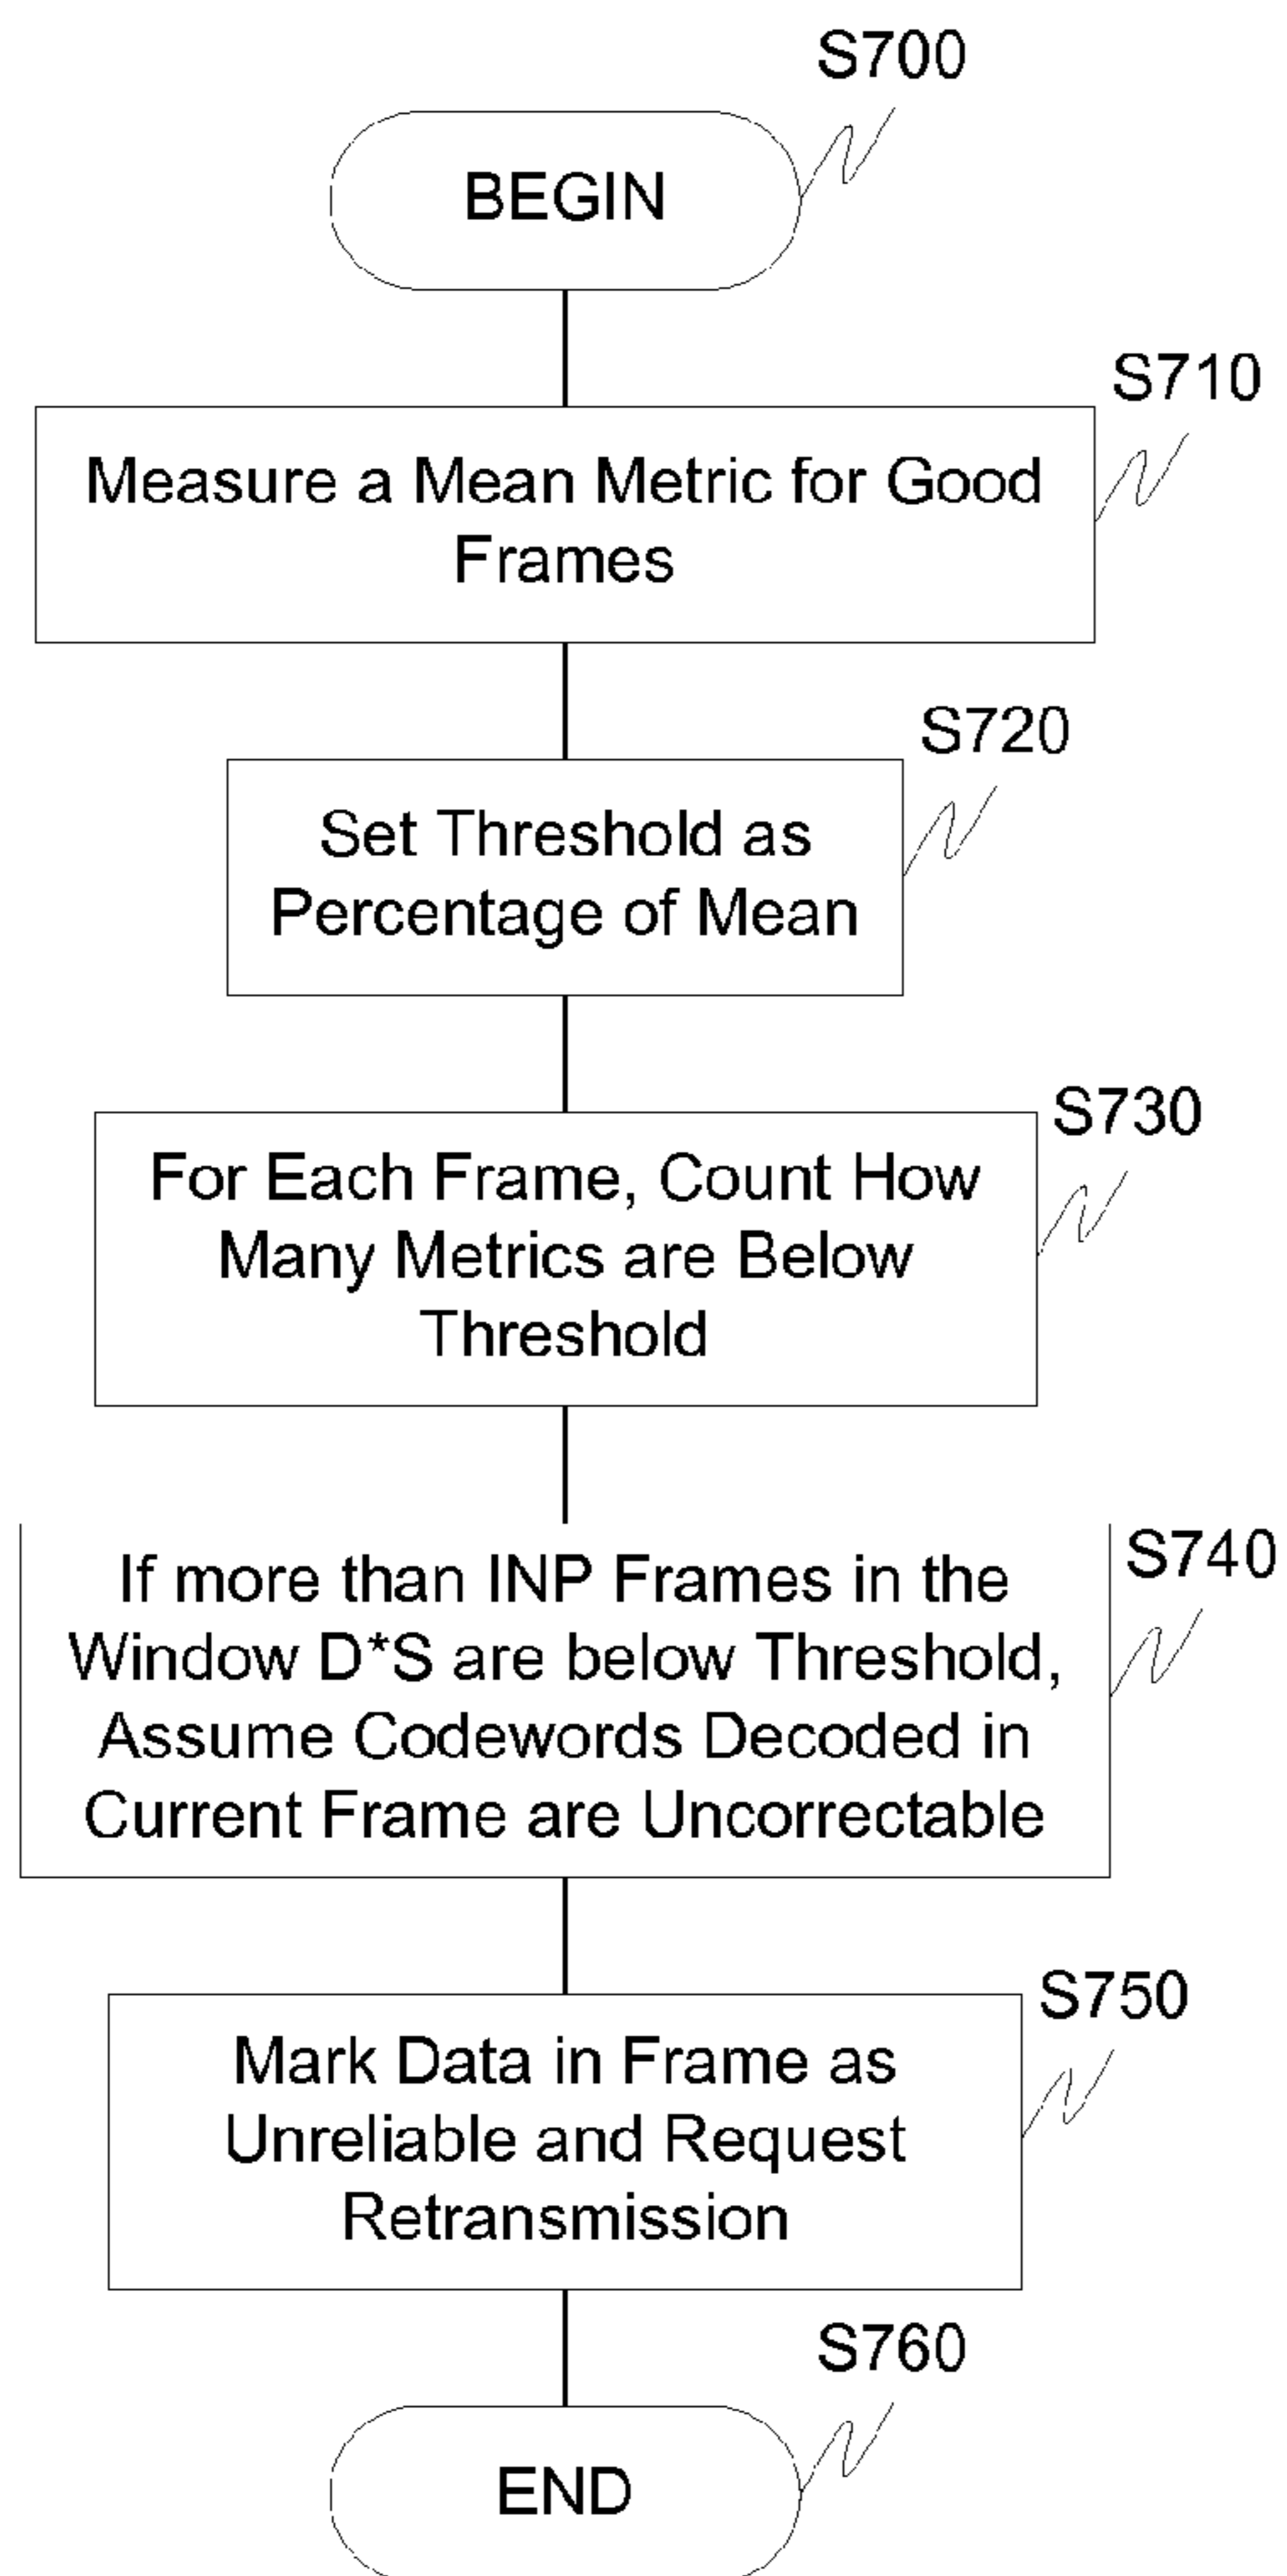 S700
BEGIN
S710
Measure a Mean Metric for Good
Frames
S720
Set Threshold as
Percentage of Mean
S730
For Each Frame, Count How
Many Metrics are Below
Threshold
S740
If more than INP Frames in the
Window D*S are below Threshold,
Assume Codewords Decoded in
Current Frame are Uncorrectable
S750
Mark Data in Frame as
Unreliable and Request
Retransmission
S760
END